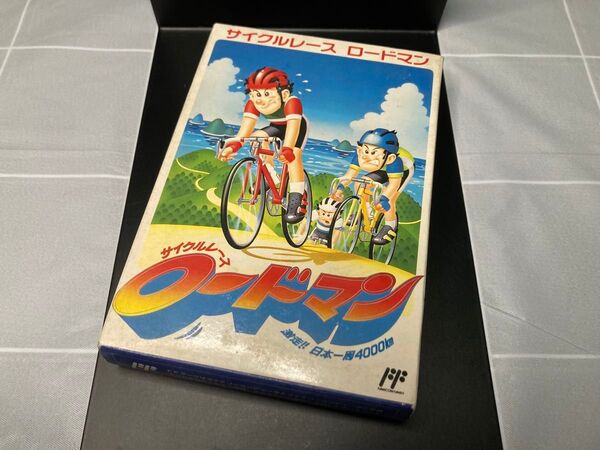 サイクルレース ロードマン
サイクルレース
ロードマン
激走!! 日本一周4000km